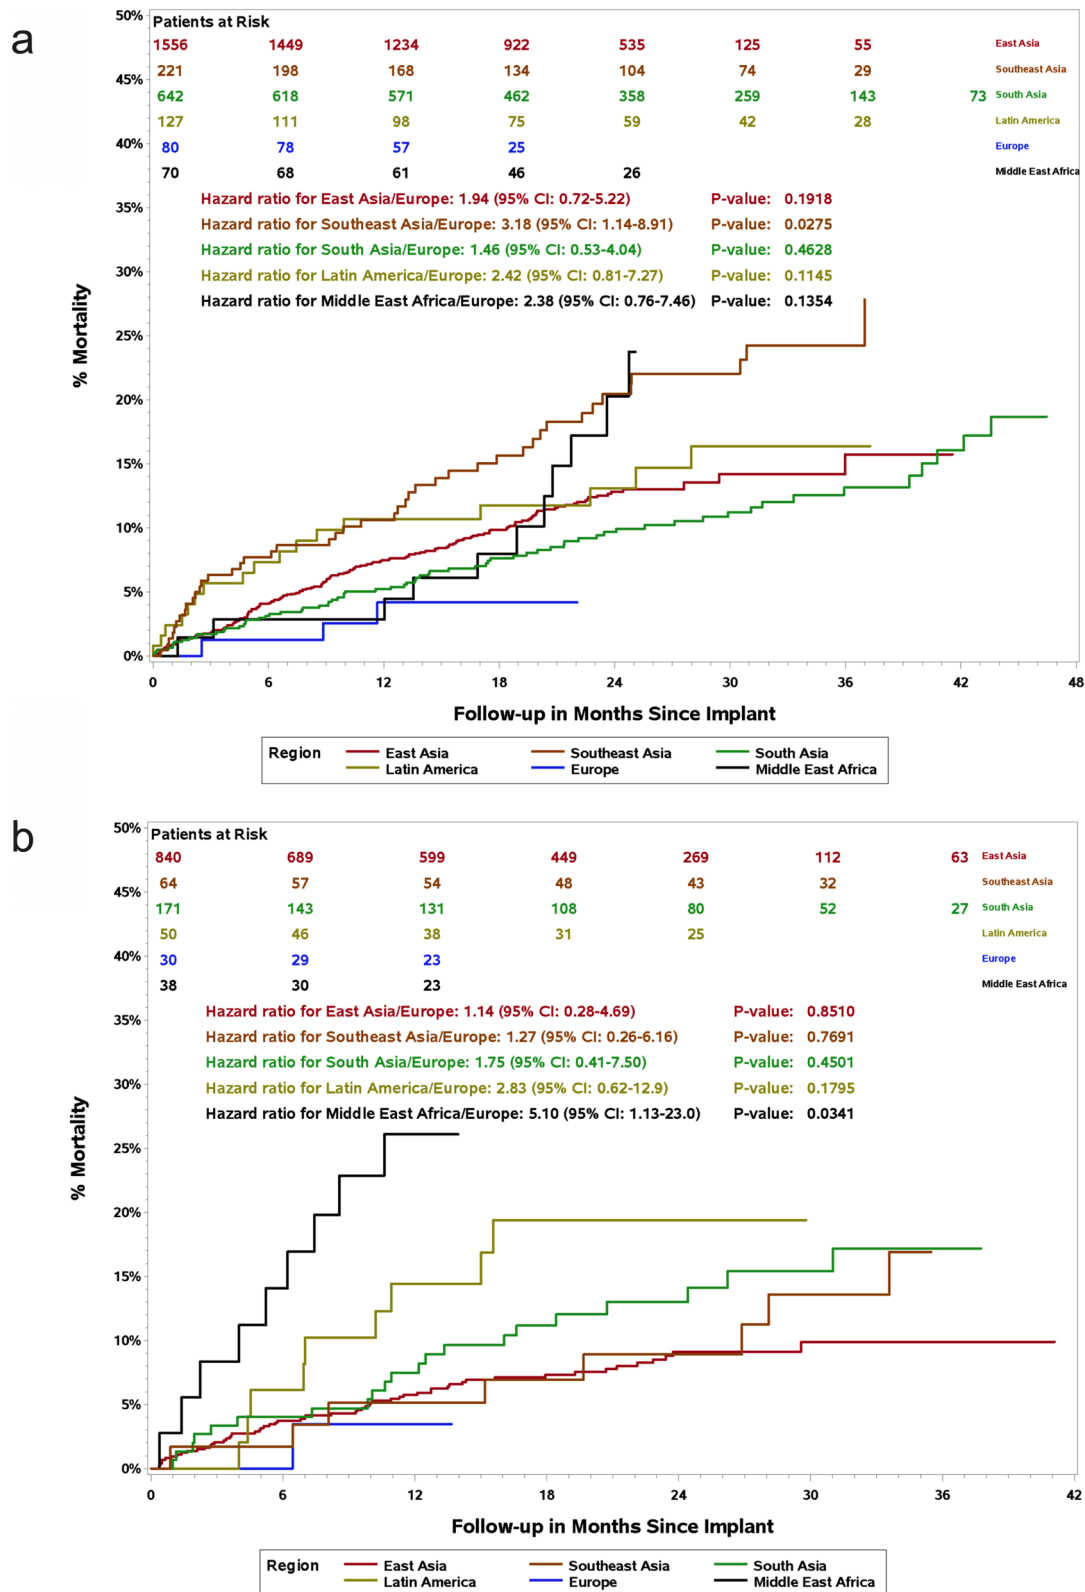 a
50%
Patients at Risk
1556 1449 1234 922 535 125 55 East Asia
221 198 168 134 104 74 29 Southeast Asia
45%
642 618 571 462 358 259 143 73 South Asia
127 111 98 75 59 42 28 Latin America
40%
80 78 57 25 Europe
70 68 61 46 26 Middle East Africa
35%
Hazard ratio for East Asia/Europe: 1.94 (95% CI: 0.72-5.22) P-value: 0.1918
Hazard ratio for Southeast Asia/Europe: 3.18 (95% CI: 1.14-8.91) P-value: 0.0275
Hazard ratio for South Asia/Europe: 1.46 (95% CI: 0.53-4.04) P-value: 0.4628
30%
Hazard ratio for Latin America/Europe: 2.42 (95% CI: 0.81-7.27) P-value: 0.1145
Hazard ratio for Middle East Africa/Europe: 2.38 (95% CI: 0.76-7.46) P-value: 0.1354
25%
% Mortality
20%
15%
10%
5%
0%
0 6 12 18 24 30 36 42 48
Follow-up in Months Since Implant
Region East Asia Southeast Asia South Asia
Latin America Europe Middle East Africa
b
50%
Patients at Risk
840 689 599 449 269 112 63 East Asia
64 57 54 48 43 32 Southeast Asia
45%
171 143 131 108 80 52 27 South Asia
50 46 38 31 25 Latin America
40%
30 29 23 Europe
38 30 23 Middle East Africa
35%
Hazard ratio for East Asia/Europe: 1.14 (95% CI: 0.28-4.69) P-value: 0.8510
Hazard ratio for Southeast Asia/Europe: 1.27 (95% CI: 0.26-6.16) P-value: 0.7691
Hazard ratio for South Asia/Europe: 1.75 (95% CI: 0.41-7.50) P-value: 0.4501
30%
Hazard ratio for Latin America/Europe: 2.83 (95% CI: 0.62-12.9) P-value: 0.1795
Hazard ratio for Middle East Africa/Europe: 5.10 (95% CI: 1.13-23.0) P-value: 0.0341
25%
% Mortality
20%
15%
10%
5%
0%
0 6 12 18 24 30 36 42
Follow-up in Months Since Implant
Region East Asia Southeast Asia South Asia
Latin America Europe Middle East Africa